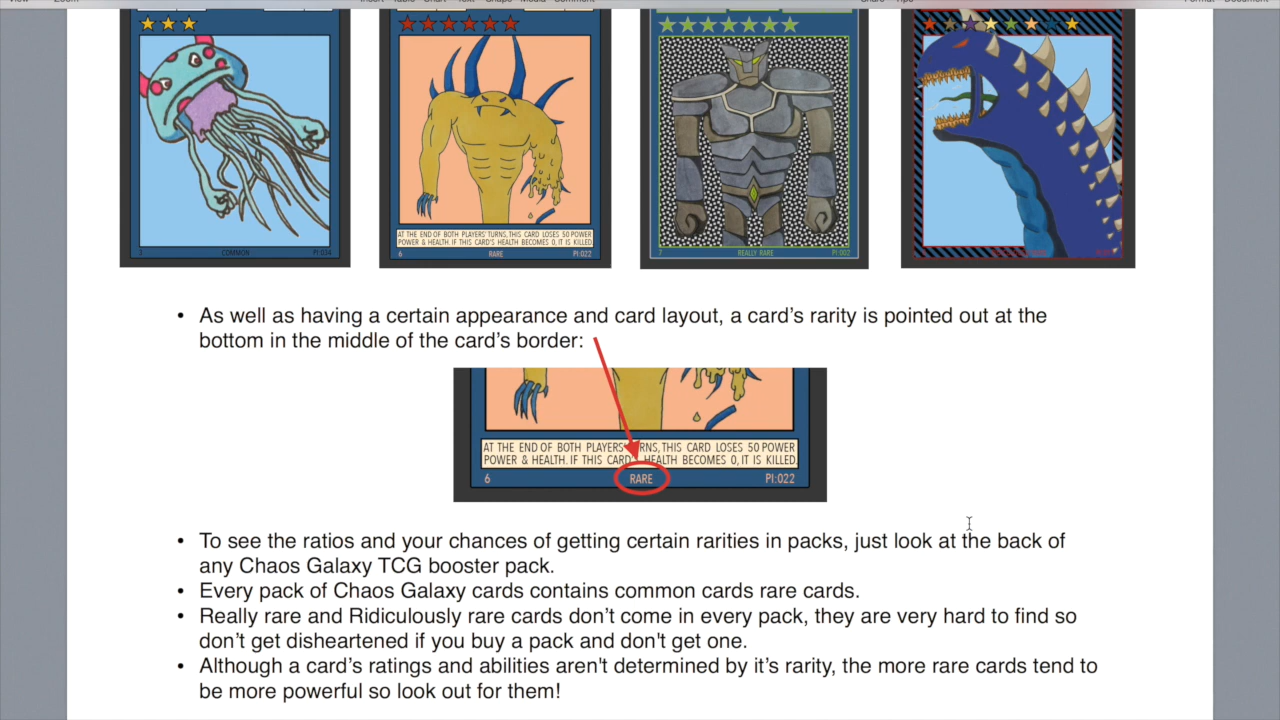 COMMON PI:034
AT THE END OF BOTH PLAYERS' TURNS, THIS CARD LOSES 50 POWER
POWER & HEALTH. IF THIS CARD'S HEALTH BECOMES 0, IT IS KILLED
6 RARE PI:022
7 REALLY RARE PI:002
• As well as having a certain appearance and card layout, a card's rarity is pointed out at the
bottom in the middle of the card's border:
AT THE END OF BOTH PLAYERS' TURNS, THIS CARD LOSES 50 POWER
POWER & HEALTH. IF THIS CARD'S HEALTH BECOMES 0, IT IS KILLED
6 RARE PI:022
• To see the ratios and your chances of getting certain rarities in packs, just look at the back of
any Chaos Galaxy TCG booster pack.
• Every pack of Chaos Galaxy cards contains common cards rare cards.
• Really rare and Ridiculously rare cards don't come in every pack, they are very hard to find so
don't get disheartened if you buy a pack and don't get one.
• Although a card's ratings and abilities aren't determined by it's rarity, the more rare cards tend to
be more powerful so look out for them!